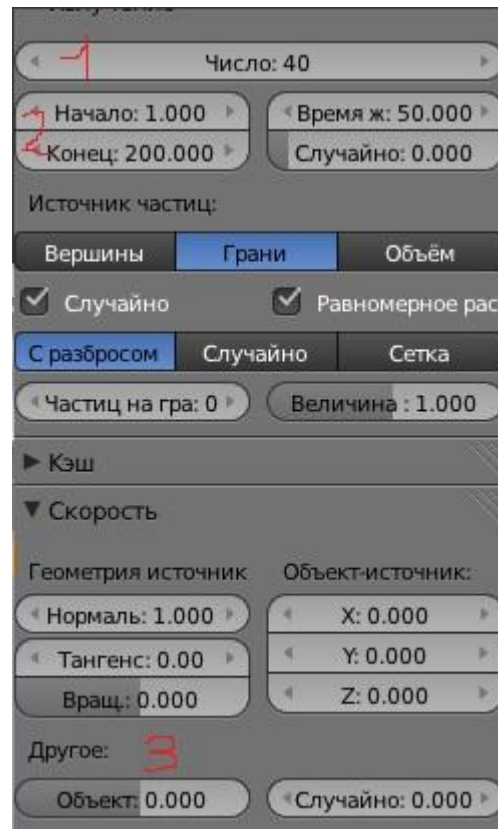 1
Число: 40
2
Начало: 1.000 Время ж: 50.000
Конец: 200.000 Случайно: 0.000
Источник частиц:
Вершины Грани Объём
Случайно Равномерное рас
С разбросом Случайно Сетка
Частиц на гра: 0 Величина : 1.000
Кэш
Скорость
Геометрия источник Объект-источник:
Нормаль: 1.000 X: 0.000
Тангенс: 0.00 Y: 0.000
Вращ.: 0.000 Z: 0.000
Другое: 3
Объект: 0.000 Случайно: 0.000